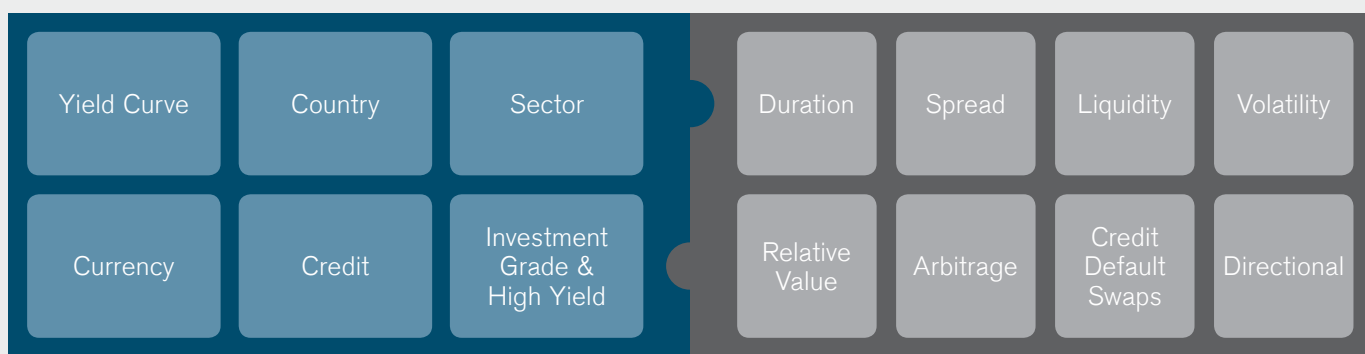 Yield Curve
Country
Sector
Currency
Credit
Investment
Grade &
High Yield
Duration
Spread
Liquidity
Volatility
Relative
Value
Arbitrage
Credit
Default
Swaps
Directional